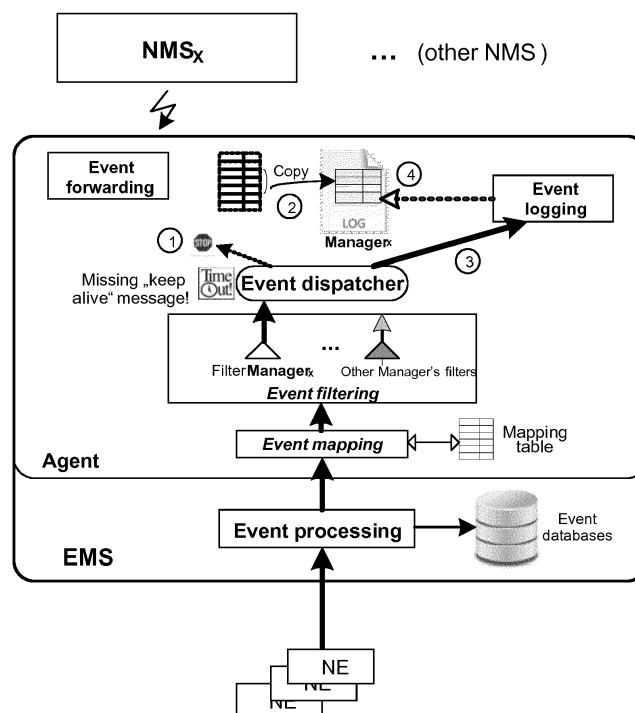 NMSX
... (other NMS )
Event
forwarding
Copy
2
4
LOG
Managerx
Event
logging
1
STOP
3
Missing „keep
alive“ message!
Time
Out!
Event dispatcher
...
FilterManagerx
Other Manager's filters
Event filtering
Event mapping
Mapping
table
Agent
Event processing
Event
databases
EMS
NE
NE
NE